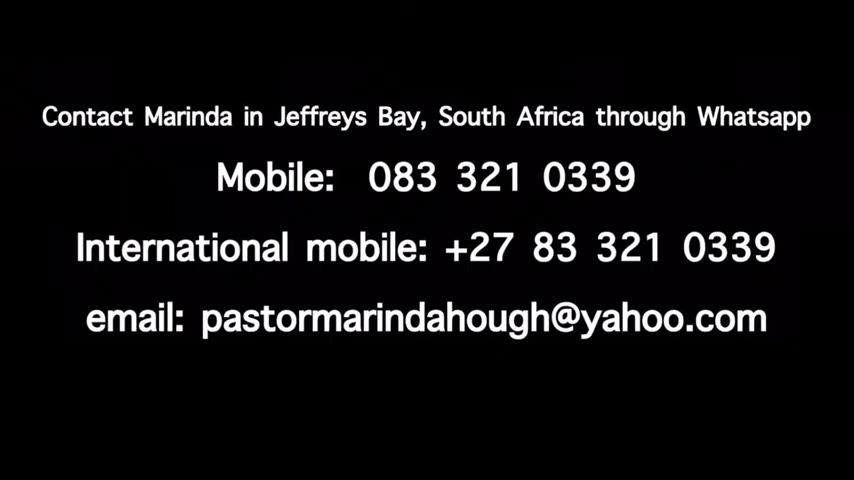 Contact Marinda in Jeffreys Bay, South Africa through Whatsapp
Mobile: 083 321 0339
International mobile: +27 83 321 0339
email: pastormarindahough@yahoo.com